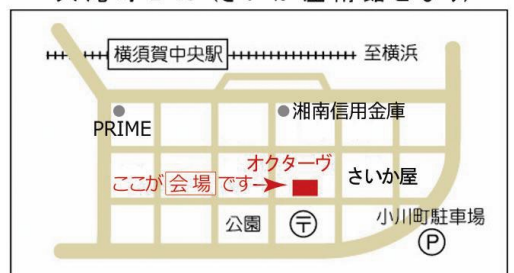 横須賀中央駅 至横浜
PRIME
湘南信用金庫
オクターヴ
ここが会場です
さいか屋
公園
〒
小川町駐車場
P